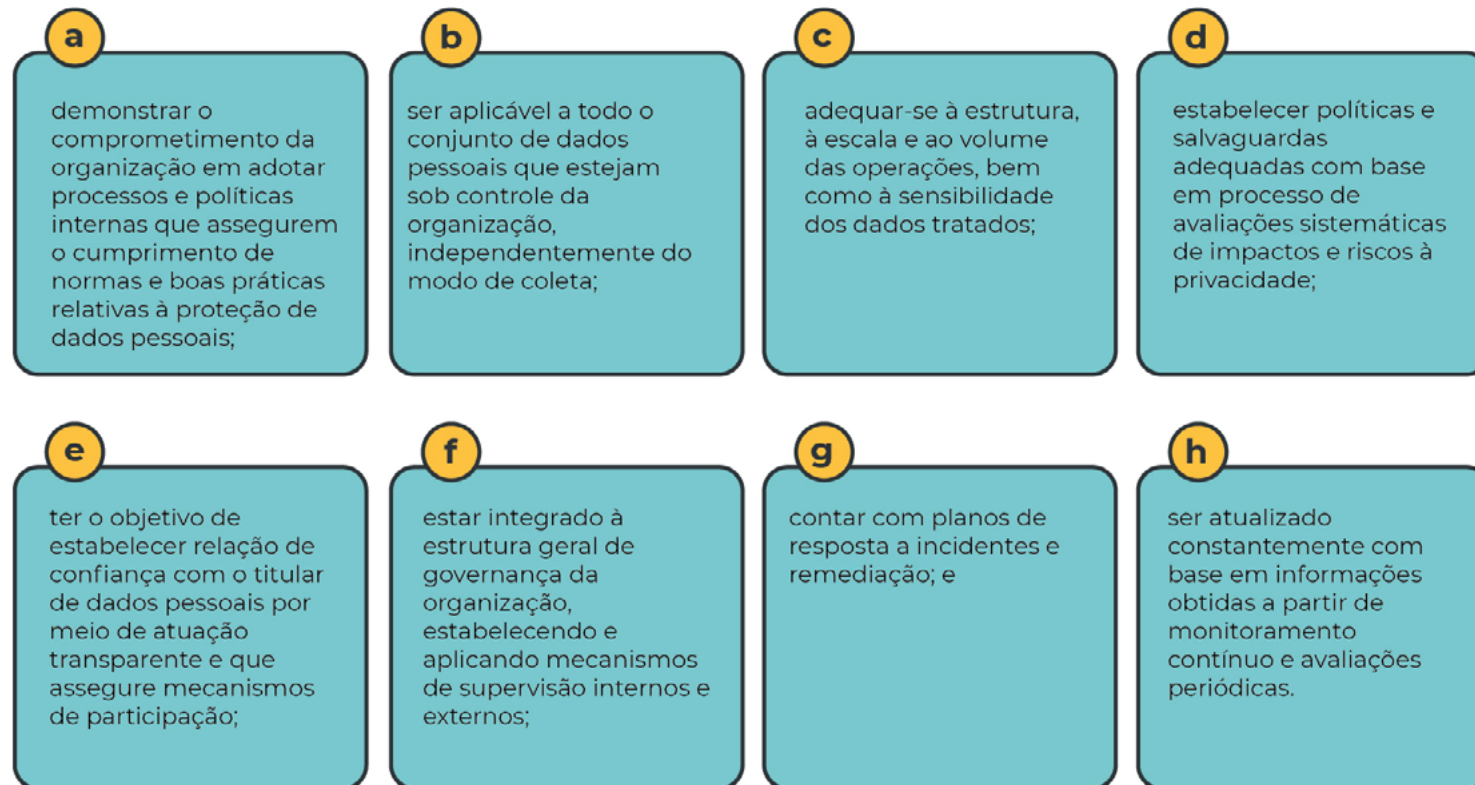 a
demonstrar o
comprometimento da
organização em adotar
processos e políticas
internas que assegurem
o cumprimento de
normas e boas práticas
relativas à proteção de
dados pessoais;
b
ser aplicável a todo o
conjunto de dados
pessoais que estejam
sob controle da
organização,
independentemente do
modo de coleta;
c
adequar-se à estrutura,
à escala e ao volume
das operações, bem
como à sensibilidade
dos dados tratados;
d
estabelecer políticas e
salvaguardas
adequadas com base
em processo de
avaliações sistemáticas
de impactos e riscos à
privacidade;
e
ter o objetivo de
estabelecer relação de
confiança com o titular
de dados pessoais por
meio de atuação
transparente e que
assegure mecanismos
de participação;
f
estar integrado à
estrutura geral de
governança da
organização,
estabelecendo e
aplicando mecanismos
de supervisão internos e
externos;
g
contar com planos de
resposta a incidentes e
remediação; e
h
ser atualizado
constantemente com
base em informações
obtidas a partir de
monitoramento
contínuo e avaliações
periódicas.